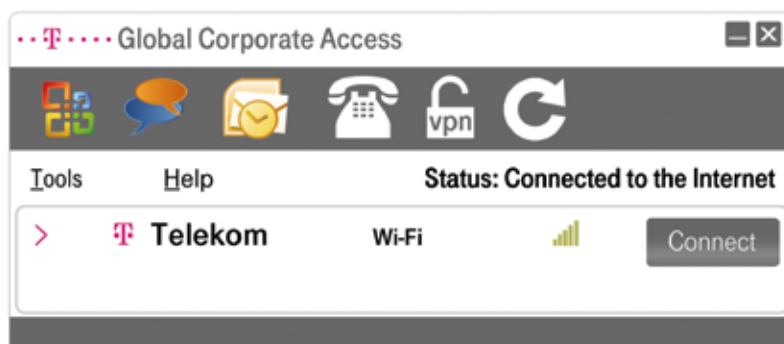 ··T···· Global Corporate Access
vpn
Tools Help Status: Connected to the Internet
T Telekom Wi-Fi Connect